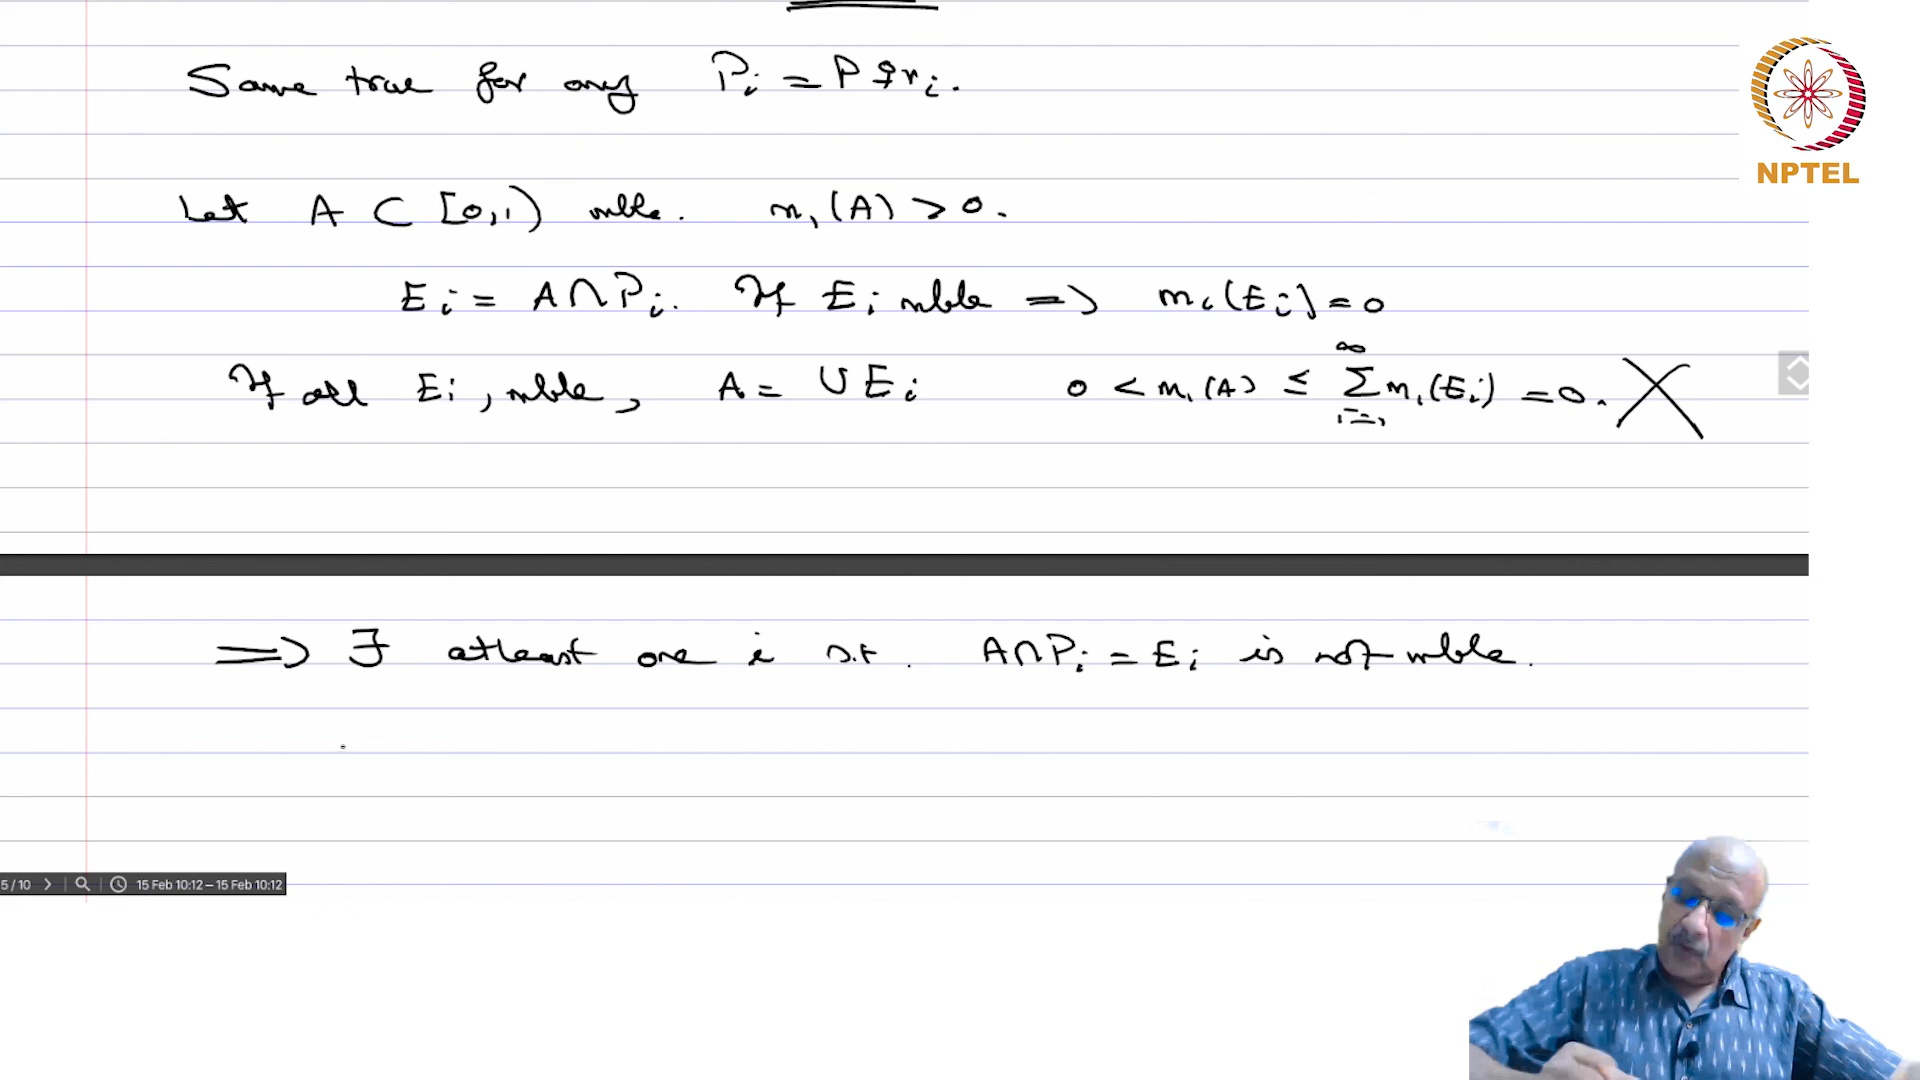 Same true for any P_i = P ∔ r_i.
NPTEL
Let A ⊂ [0,1) mble. m_1(A) > 0.
E_i = A∩P_i. If E_i mble ⇒ m_1(E_i) = 0
If all E_i, mble, A = ∪E_i 0 < m_1(A) ≤ ∞∑i=1 m_1(E_i) = 0.
⇒ ∃ atleast one i s.t. A∩P_i = E_i is not mble.
5 / 10 15 Feb 10:12 – 15 Feb 10:12